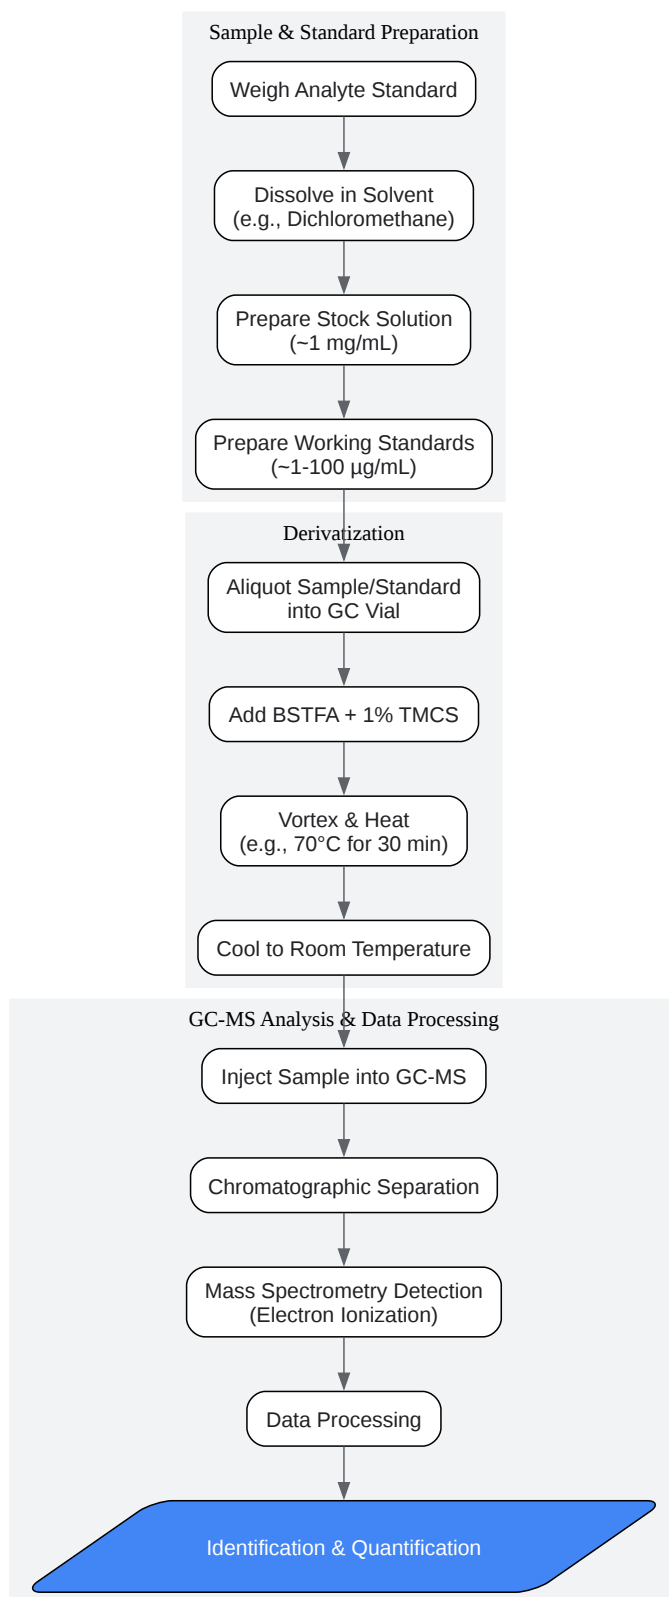 Sample & Standard Preparation
Weigh Analyte Standard
Dissolve in Solvent
(e.g., Dichloromethane)
Prepare Stock Solution
(~1 mg/mL)
Prepare Working Standards
(~1-100 µg/mL)
Derivatization
Aliquot Sample/Standard
into GC Vial
Add BSTFA + 1% TMCS
Vortex & Heat
(e.g., 70°C for 30 min)
Cool to Room Temperature
GC-MS Analysis & Data Processing
Inject Sample into GC-MS
Chromatographic Separation
Mass Spectrometry Detection
(Electron Ionization)
Data Processing
Identification & Quantification